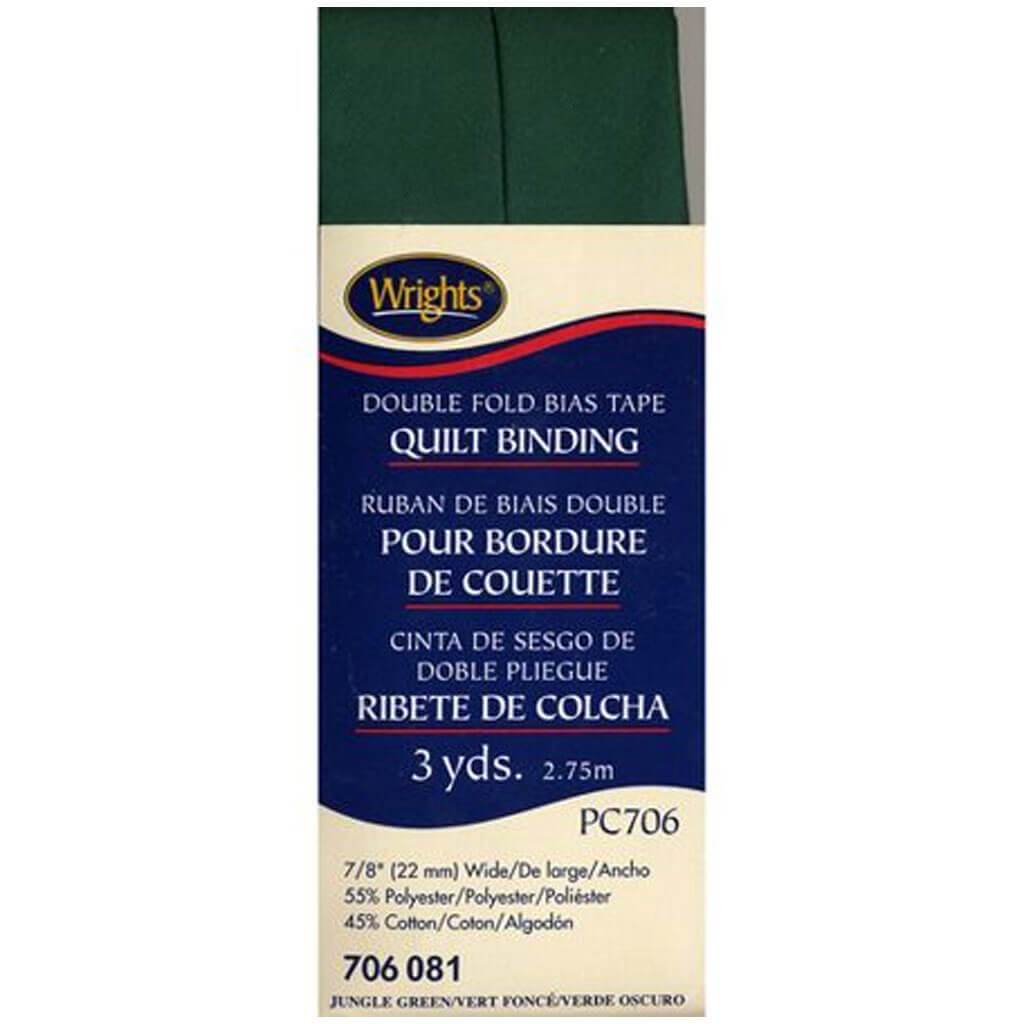 Wrights®
DOUBLE FOLD BIAS TAPE
QUILT BINDING
RUBAN DE BIAIS DOUBLE
POUR BORDURE
DE COUETTE
CINTA DE SESGO DE
DOBLE PLIEGUE
RIBETE DE COLCHA
3 yds. 2.75m
PC706
7/8" (22 mm) Wide/De large/Ancho
55% Polyester/Polyester/Poliéster
45% Cotton/Coton/Algodón
706 081
JUNGLE GREEN/VERT FONCÉ/VERDE OSCURO